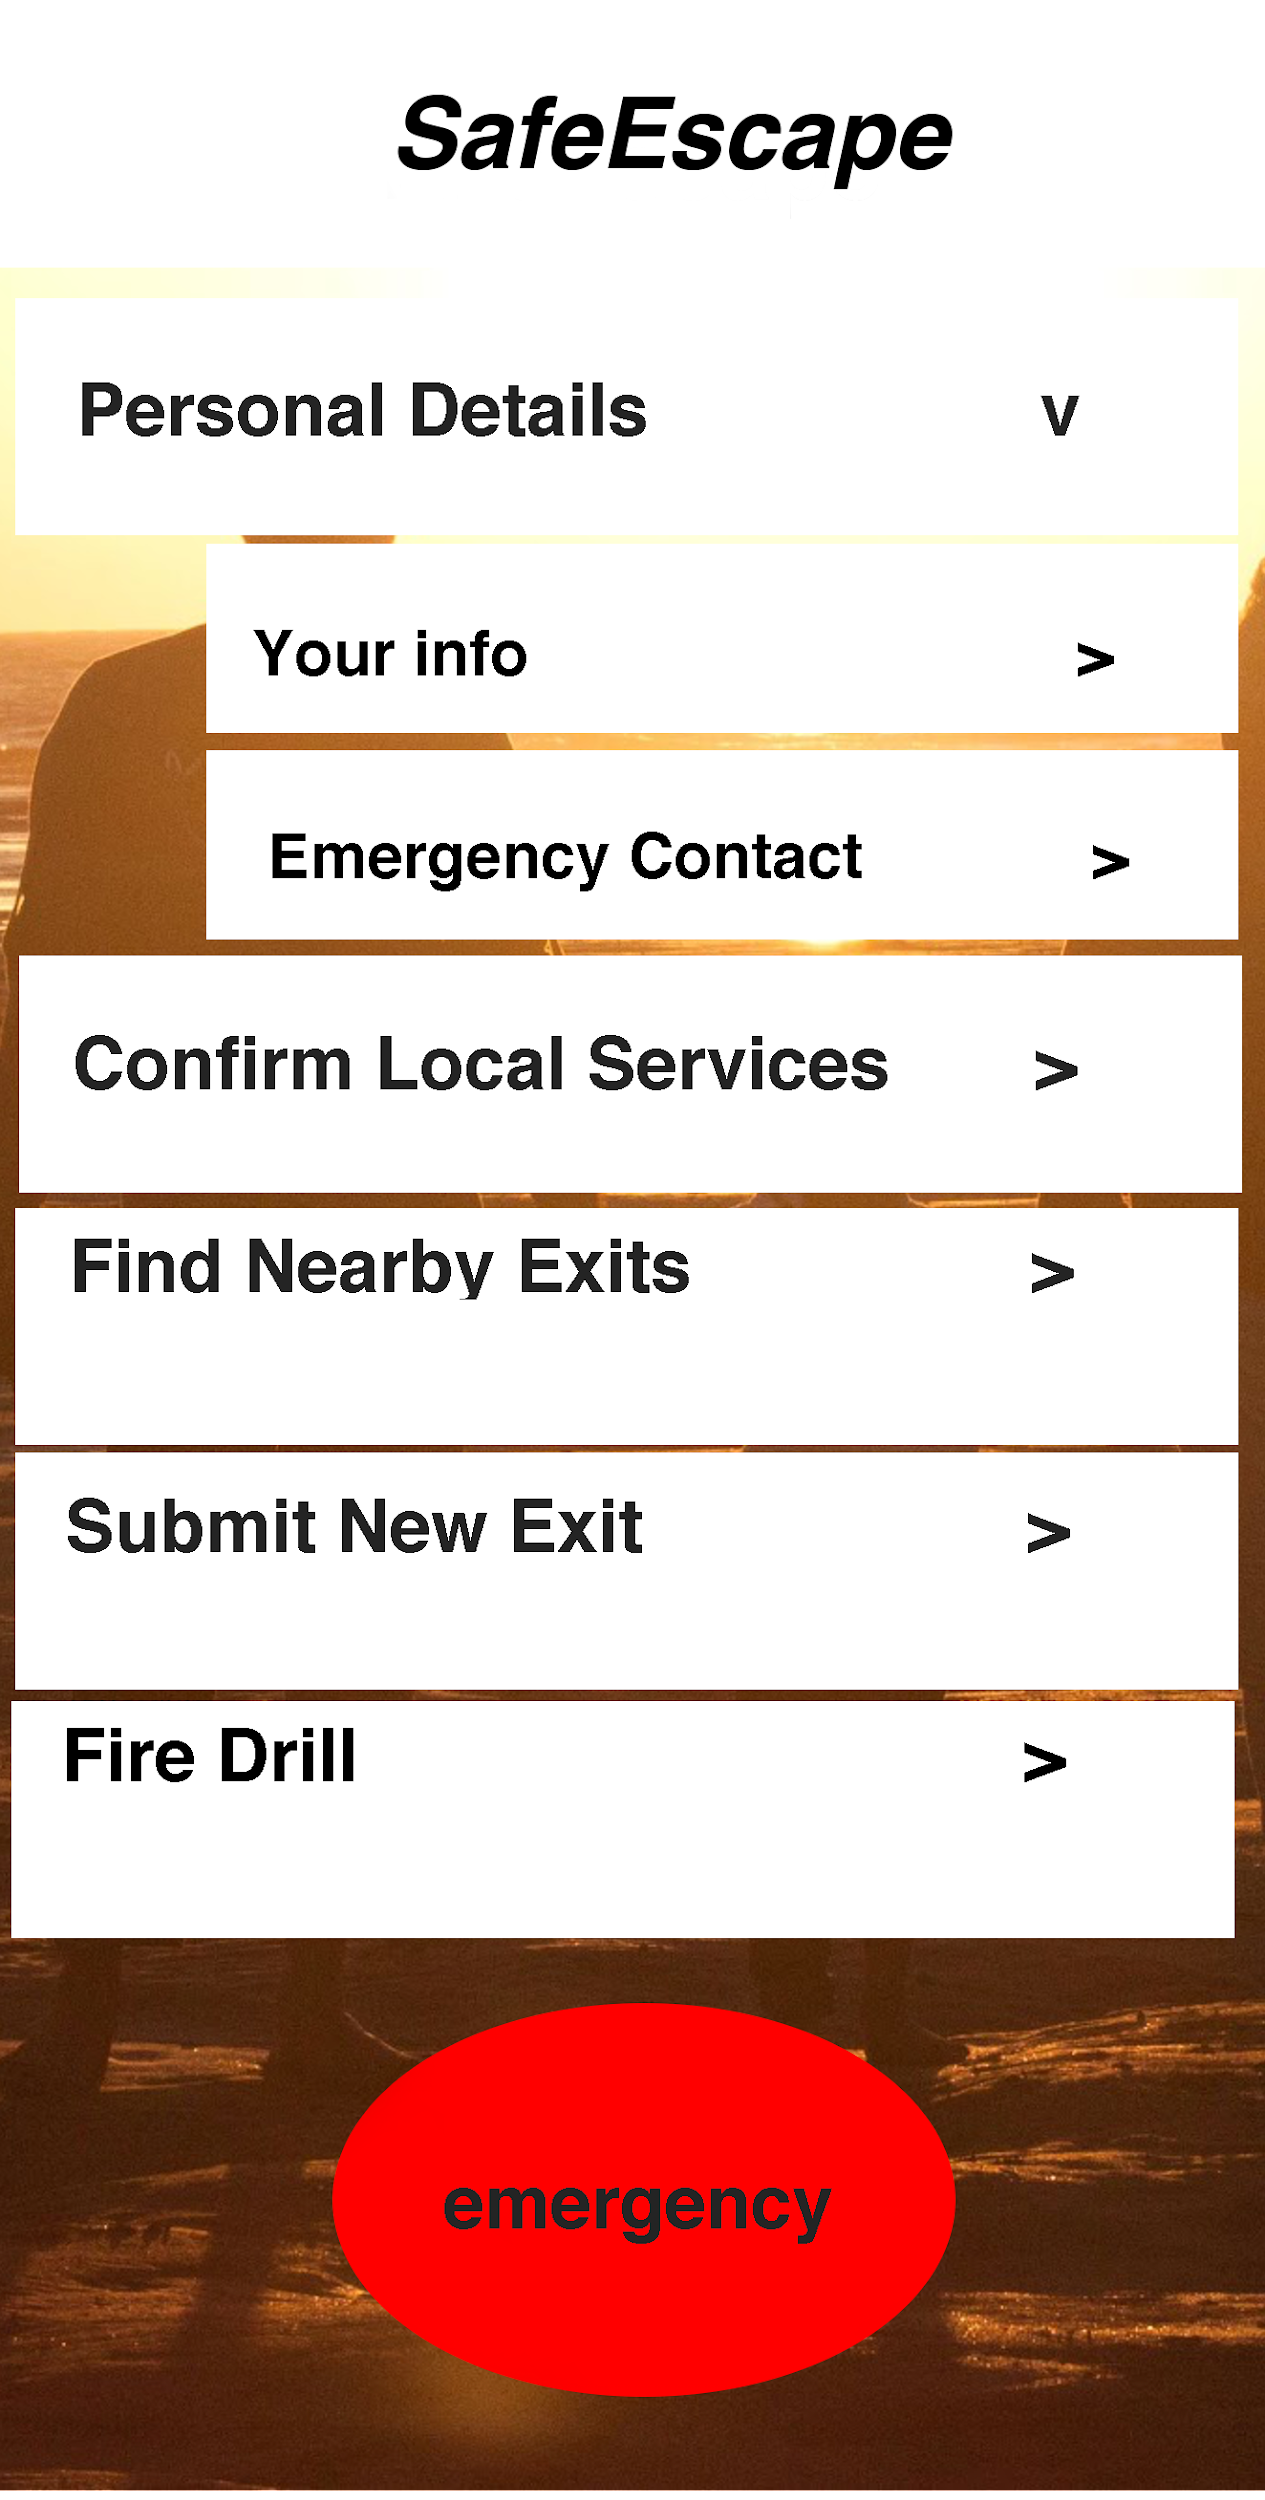 SafeEscape
Personal Details v
Your info >
Emergency Contact >
Confirm Local Services >
Find Nearby Exits >
Submit New Exit >
Fire Drill >
emergency